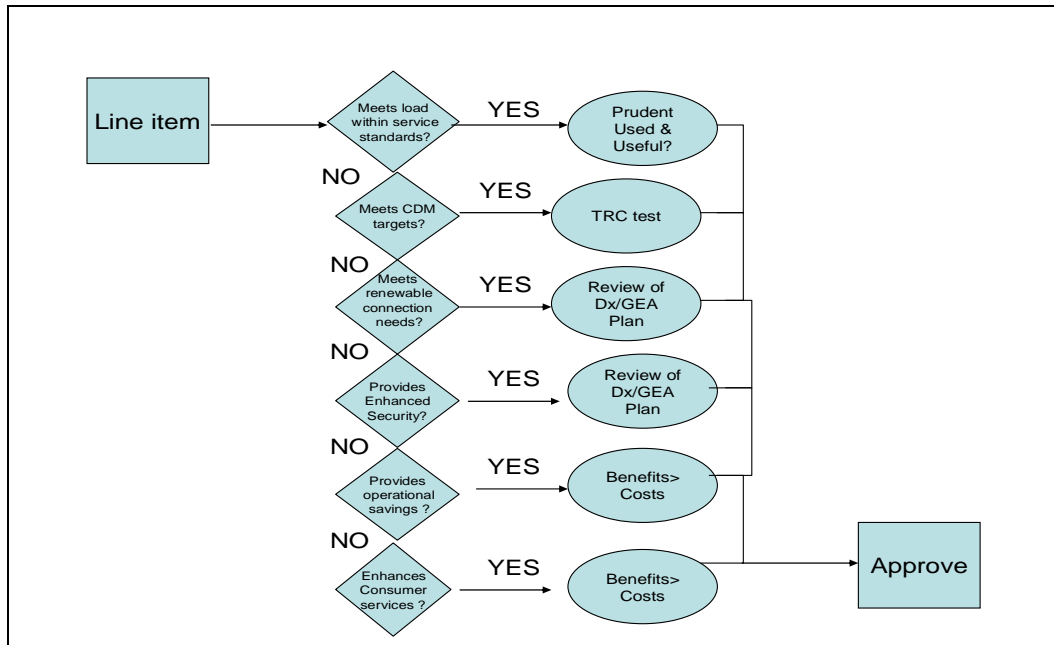 Line item
Meets load
within service
standards?
YES
Prudent
Used &
Useful?
NO
Meets CDM
targets?
YES
TRC test
NO
Meets
renewable
connection
needs?
YES
Review of
Dx/GEA
Plan
NO
Provides
Enhanced
Security?
YES
Review of
Dx/GEA
Plan
NO
Provides
operational
savings ?
YES
Benefits>
Costs
NO
Enhances
Consumer
services ?
YES
Benefits>
Costs
Approve